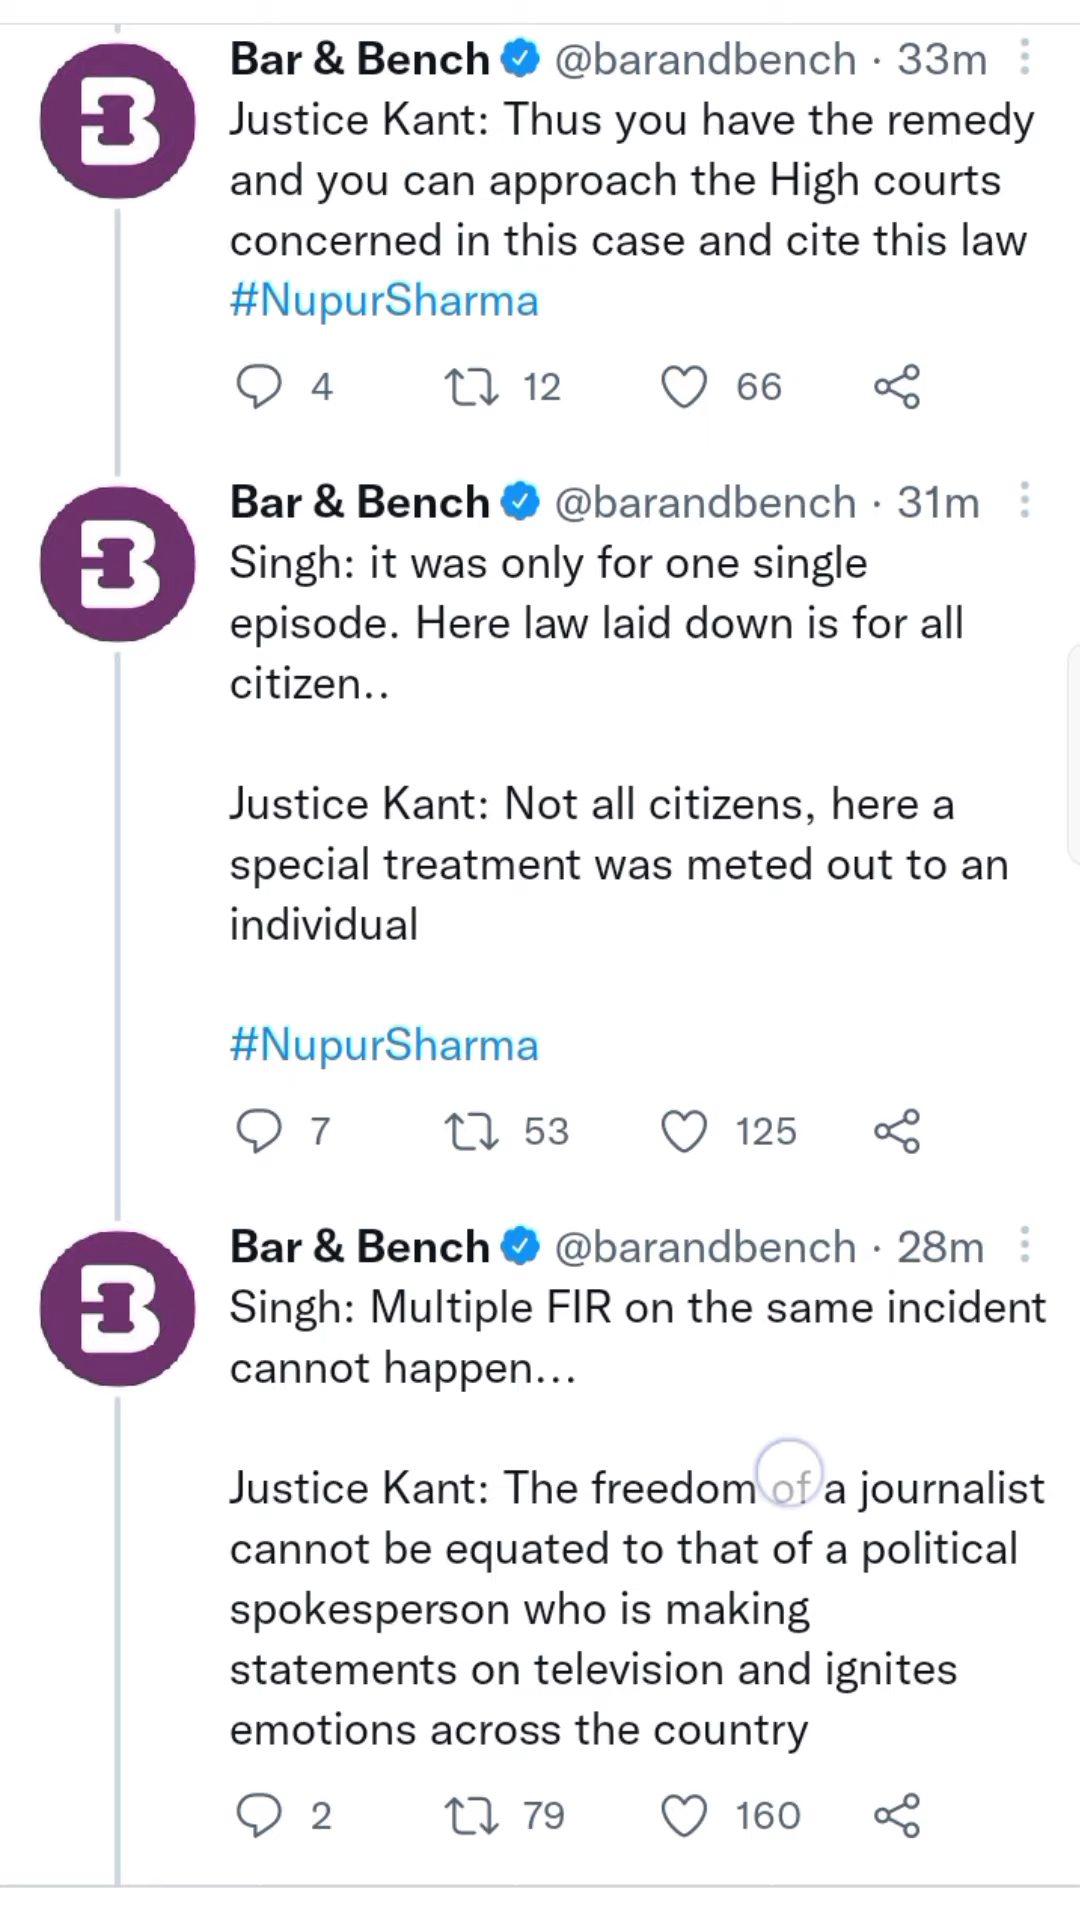 Bar & Bench @barandbench · 33m
Justice Kant: Thus you have the remedy
and you can approach the High courts
concerned in this case and cite this law
#NupurSharma
4 12 66
Bar & Bench @barandbench · 31m
Singh: it was only for one single
episode. Here law laid down is for all
citizen..
Justice Kant: Not all citizens, here a
special treatment was meted out to an
individual
#NupurSharma
7 53 125
Bar & Bench @barandbench · 28m
Singh: Multiple FIR on the same incident
cannot happen...
Justice Kant: The freedom of a journalist
cannot be equated to that of a political
spokesperson who is making
statements on television and ignites
emotions across the country
2 79 160